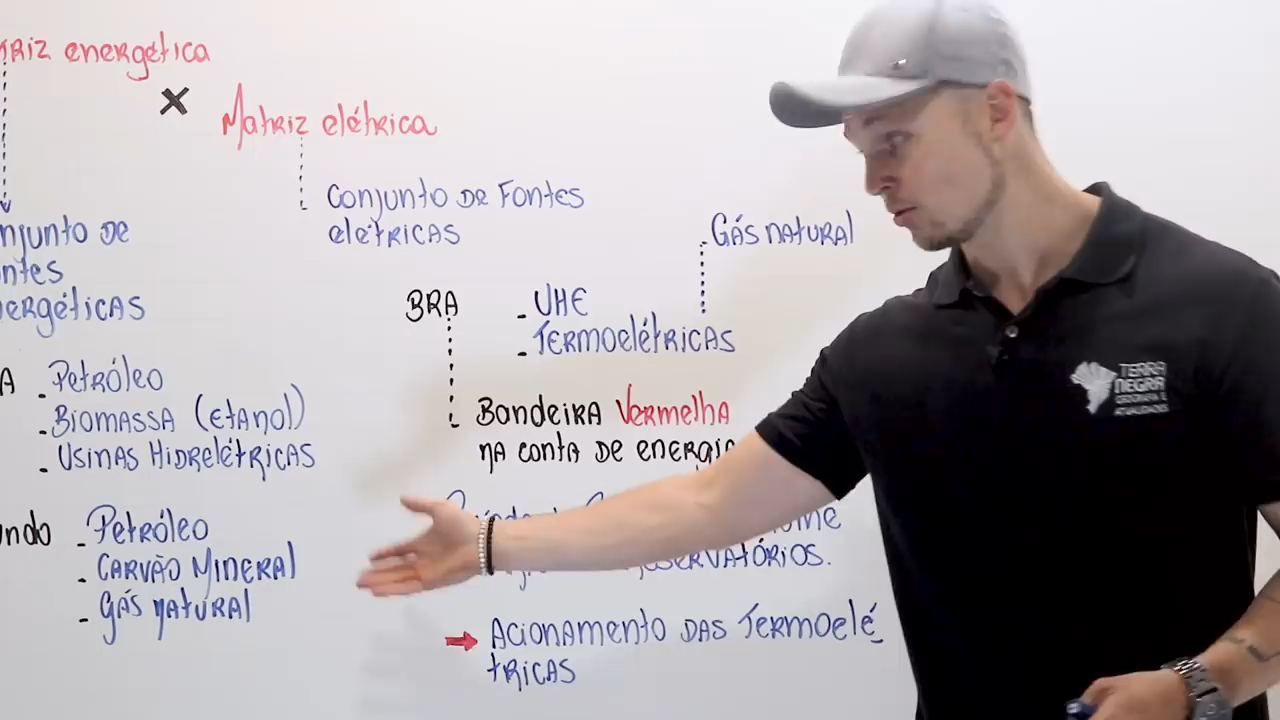 TRIZ energética
X
Matriz elétrica
Conjunto de Fontes
elétricas
njunto de
ntes
ergéticas
Gás natural
BRA
- UHE
- Termoelétricas
A
- Petróleo
- Biomassa (etanol)
- Usinas Hidrelétricas
Bandeira Vermelha
na conta de energia
ndo
- Petróleo
- Carvão Mineral
- Gás natural
reservatórios.
→ Acionamento das Termoelé
tricas
TERRA
NEGRA